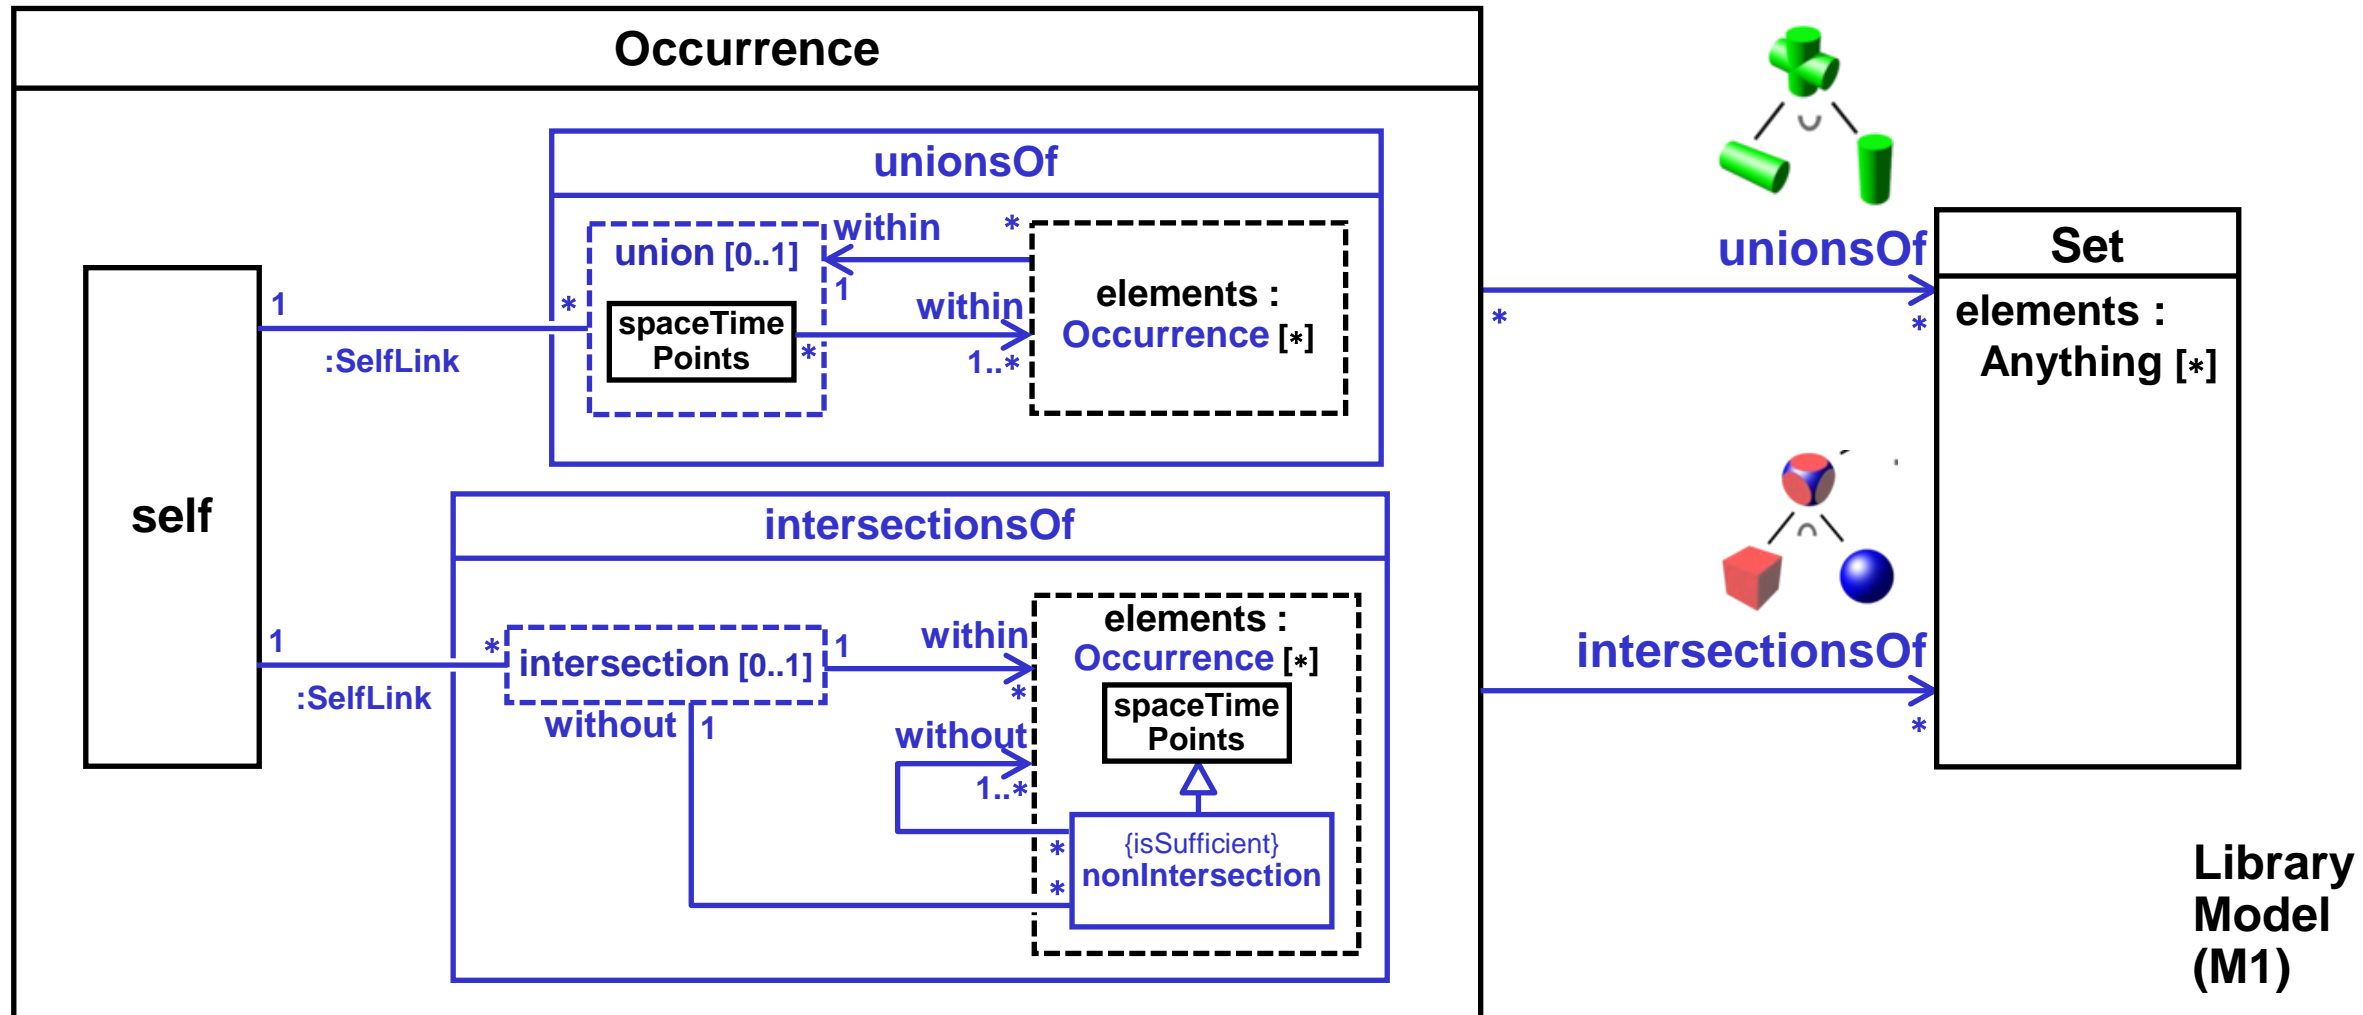 Occurrence
unionsOf
within
*
union [0..1]
1
elements :
Occurrence [*]
spaceTime
Points
*
within
1..*
1
*
:SelfLink
self
intersectionsOf
1
*
:SelfLink
intersection [0..1]
1
within
*
without
1
elements :
Occurrence [*]
spaceTime
Points
without
1..*
*
*
{isSufficient}
nonIntersection
∪
unionsOf
*
*
Set
elements :
Anything [*]
∩
intersectionsOf
*
Library
Model
(M1)